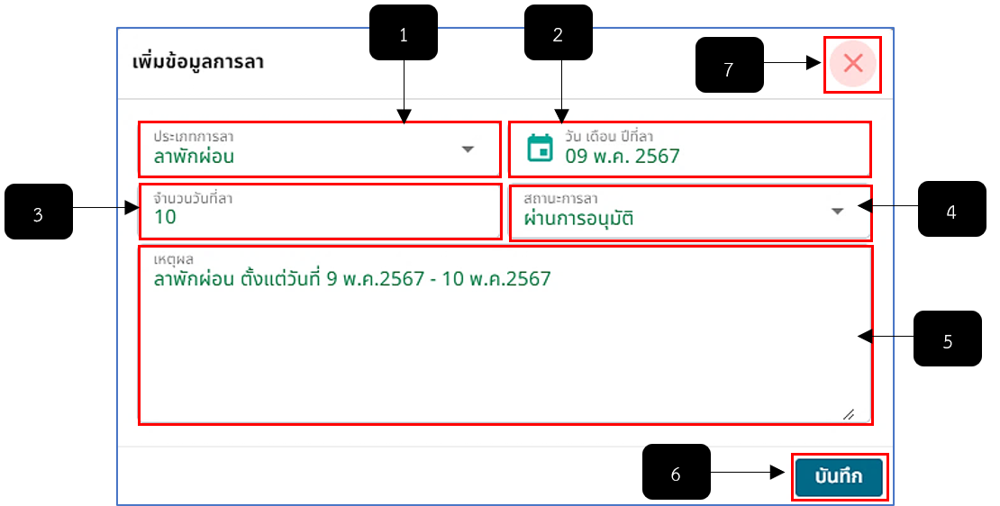 1
2
เพิ่มข้อมูลการลา
7
ประเภทการลา
ลาพักผ่อน
วัน เดือน ปีที่ลา
09 พ.ค. 2567
3
จำนวนวันที่ลา
10
สถานะการลา
ผ่านการอนุมัติ
4
เหตุผล
ลาพักผ่อน ตั้งแต่วันที่ 9 พ.ค.2567 - 10 พ.ค.2567
5
6
บันทึก